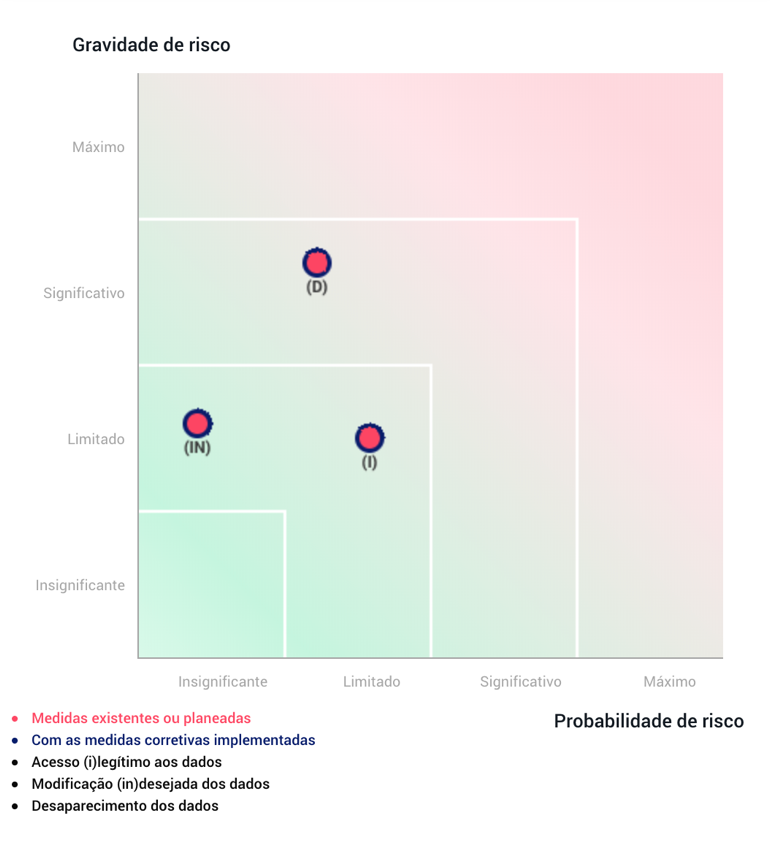 Gravidade de risco
Máximo
Significativo
(D)
Limitado
(IN)
(I)
Insignificante
Insignificante Limitado Significativo Máximo
Probabilidade de risco
Medidas existentes ou planeadas
Com as medidas corretivas implementadas
Acesso (i)legítimo aos dados
Modificação (in)desejada dos dados
Desaparecimento dos dados